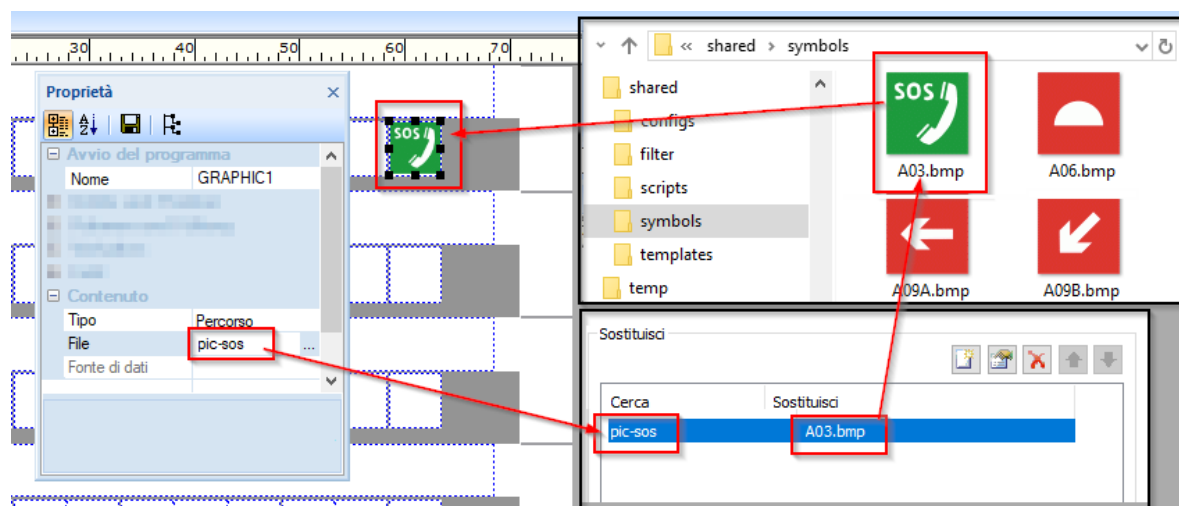 30 40 50 60 70
Proprietà
Avvio del programma
Nome GRAPHIC1
Contenuto
Tipo Percorso
File pic-sos ...
Fonte di dati
SOS
« shared › symbols
shared
configs
filter
scripts
symbols
templates
temp
SOS
A03.bmp A06.bmp
A09A.bmp A09B.bmp
Sostituisci
Cerca Sostituisci
pic-sos A03.bmp